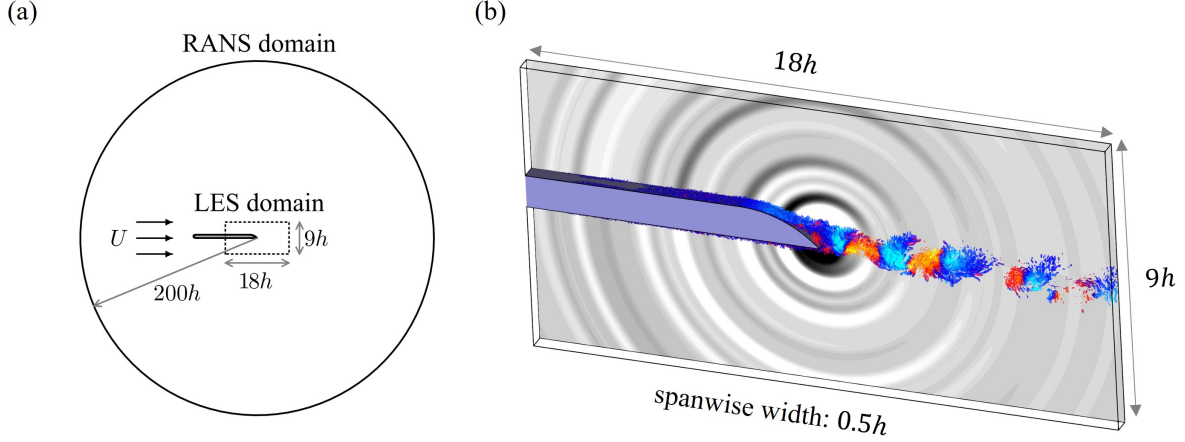 (a)
RANS domain
LES domain
U
9h
18h
200h
(b)
18h
9h
spanwise width: 0.5h